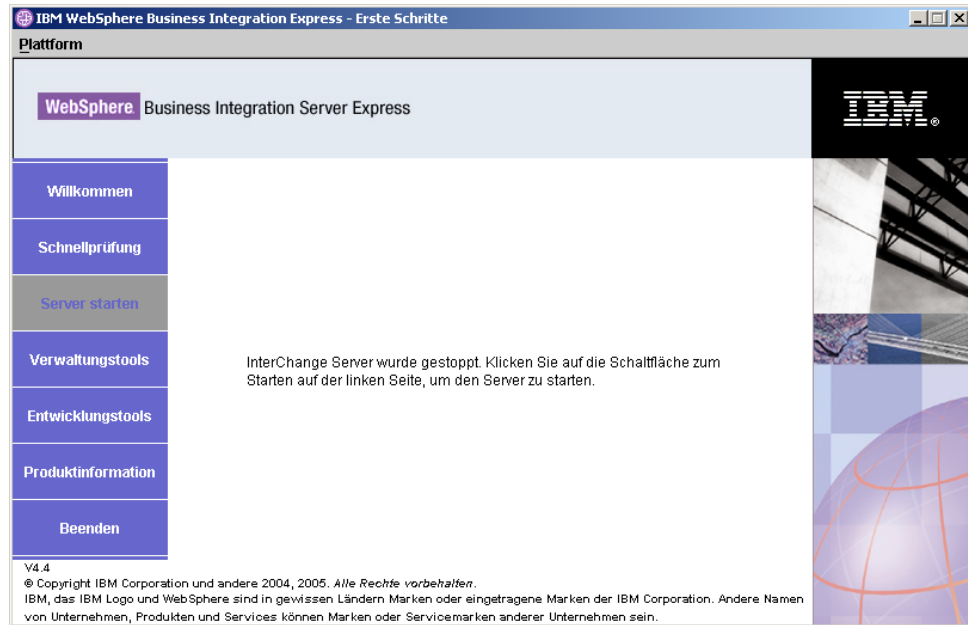 IBM WebSphere Business Integration Express - Erste Schritte
Plattform
WebSphere. Business Integration Server Express
IBM®
Willkommen
Schnellprüfung
Server starten
Verwaltungstools
Entwicklungstools
Produktinformation
Beenden
InterChange Server wurde gestoppt. Klicken Sie auf die Schaltfläche zum
Starten auf der linken Seite, um den Server zu starten.
V4.4
© Copyright IBM Corporation und andere 2004, 2005. Alle Rechte vorbehalten.
IBM, das IBM Logo und WebSphere sind in gewissen Ländern Marken oder eingetragene Marken der IBM Corporation. Andere Namen
von Unternehmen, Produkten und Services können Marken oder Servicemarken anderer Unternehmen sein.